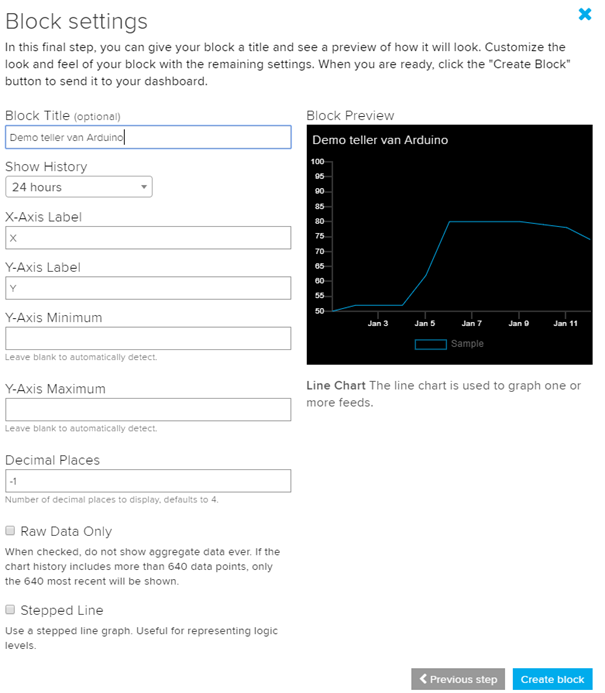 Block settings
In this final step, you can give your block a title and see a preview of how it will look. Customize the
look and feel of your block with the remaining settings. When you are ready, click the "Create Block"
button to send it to your dashboard.
Block Title (optional)
Demo teller van Arduino
Show History
24 hours
X-Axis Label
X
Y-Axis Label
Y
Y-Axis Minimum
Leave blank to automatically detect.
Y-Axis Maximum
Leave blank to automatically detect.
Decimal Places
-1
Number of decimal places to display, defaults to 4.
Raw Data Only
When checked, do not show aggregate data ever. If the
chart history includes more than 640 data points, only
the 640 most recent will be shown.
Stepped Line
Use a stepped line graph. Useful for representing logic
levels.
Block Preview
Demo teller van Arduino
100
95
90
85
80
75
70
65
60
55
50
Jan 3 Jan 5 Jan 7 Jan 9 Jan 11
Sample
Line Chart The line chart is used to graph one or
more feeds.
Previous step Create block